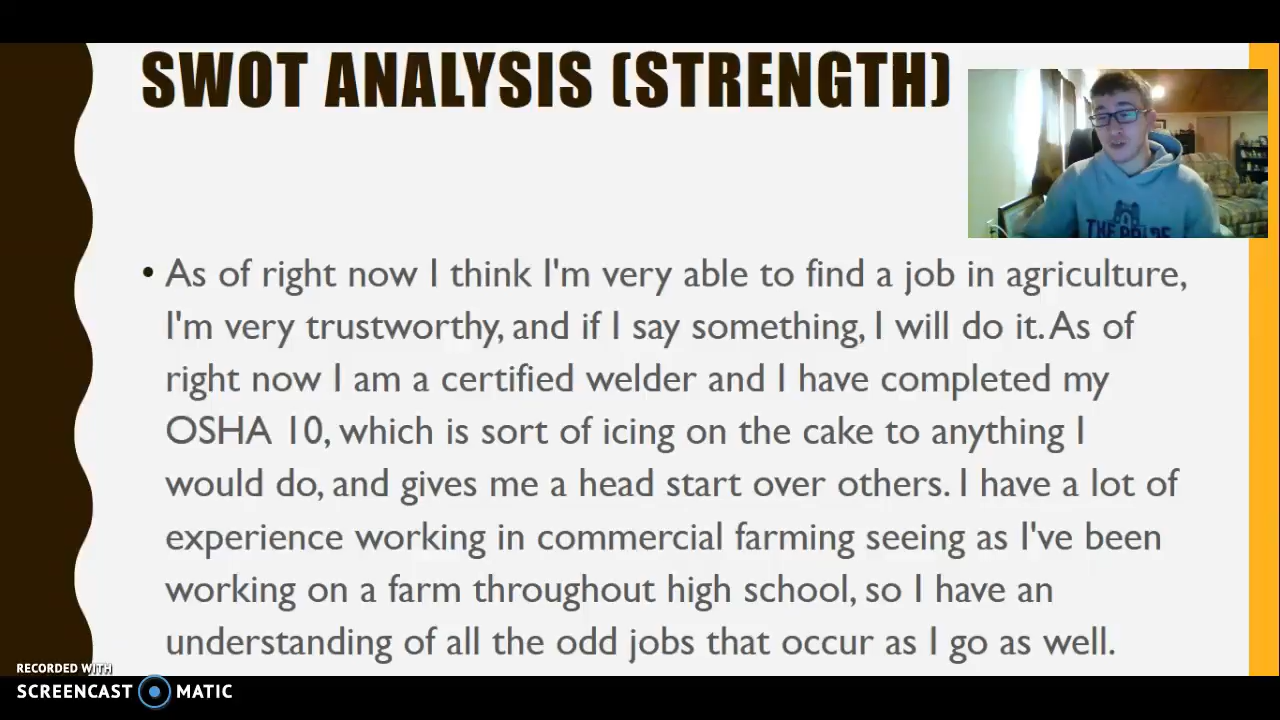 SWOT ANALYSIS (STRENGTH)
THE PRIDE
• As of right now I think I'm very able to find a job in agriculture,
I'm very trustworthy, and if I say something, I will do it. As of
right now I am a certified welder and I have completed my
OSHA 10, which is sort of icing on the cake to anything I
would do, and gives me a head start over others. I have a lot of
experience working in commercial farming seeing as I've been
working on a farm throughout high school, so I have an
understanding of all the odd jobs that occur as I go as well.
RECORDED WITH
SCREENCAST MATIC